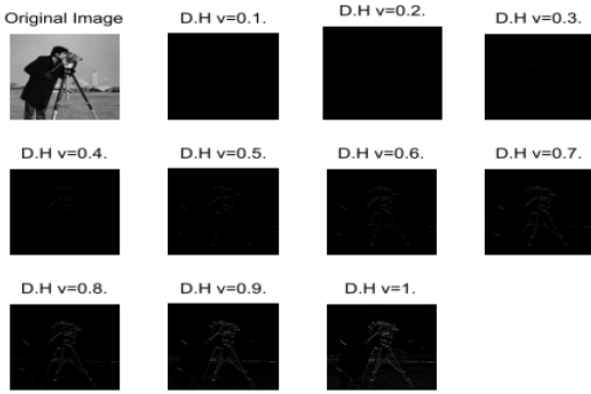 Original Image
D.H v=0.1.
D.H v=0.2.
D.H v=0.3.
D.H v=0.4.
D.H v=0.5.
D.H v=0.6.
D.H v=0.7.
D.H v=0.8.
D.H v=0.9.
D.H v=1.